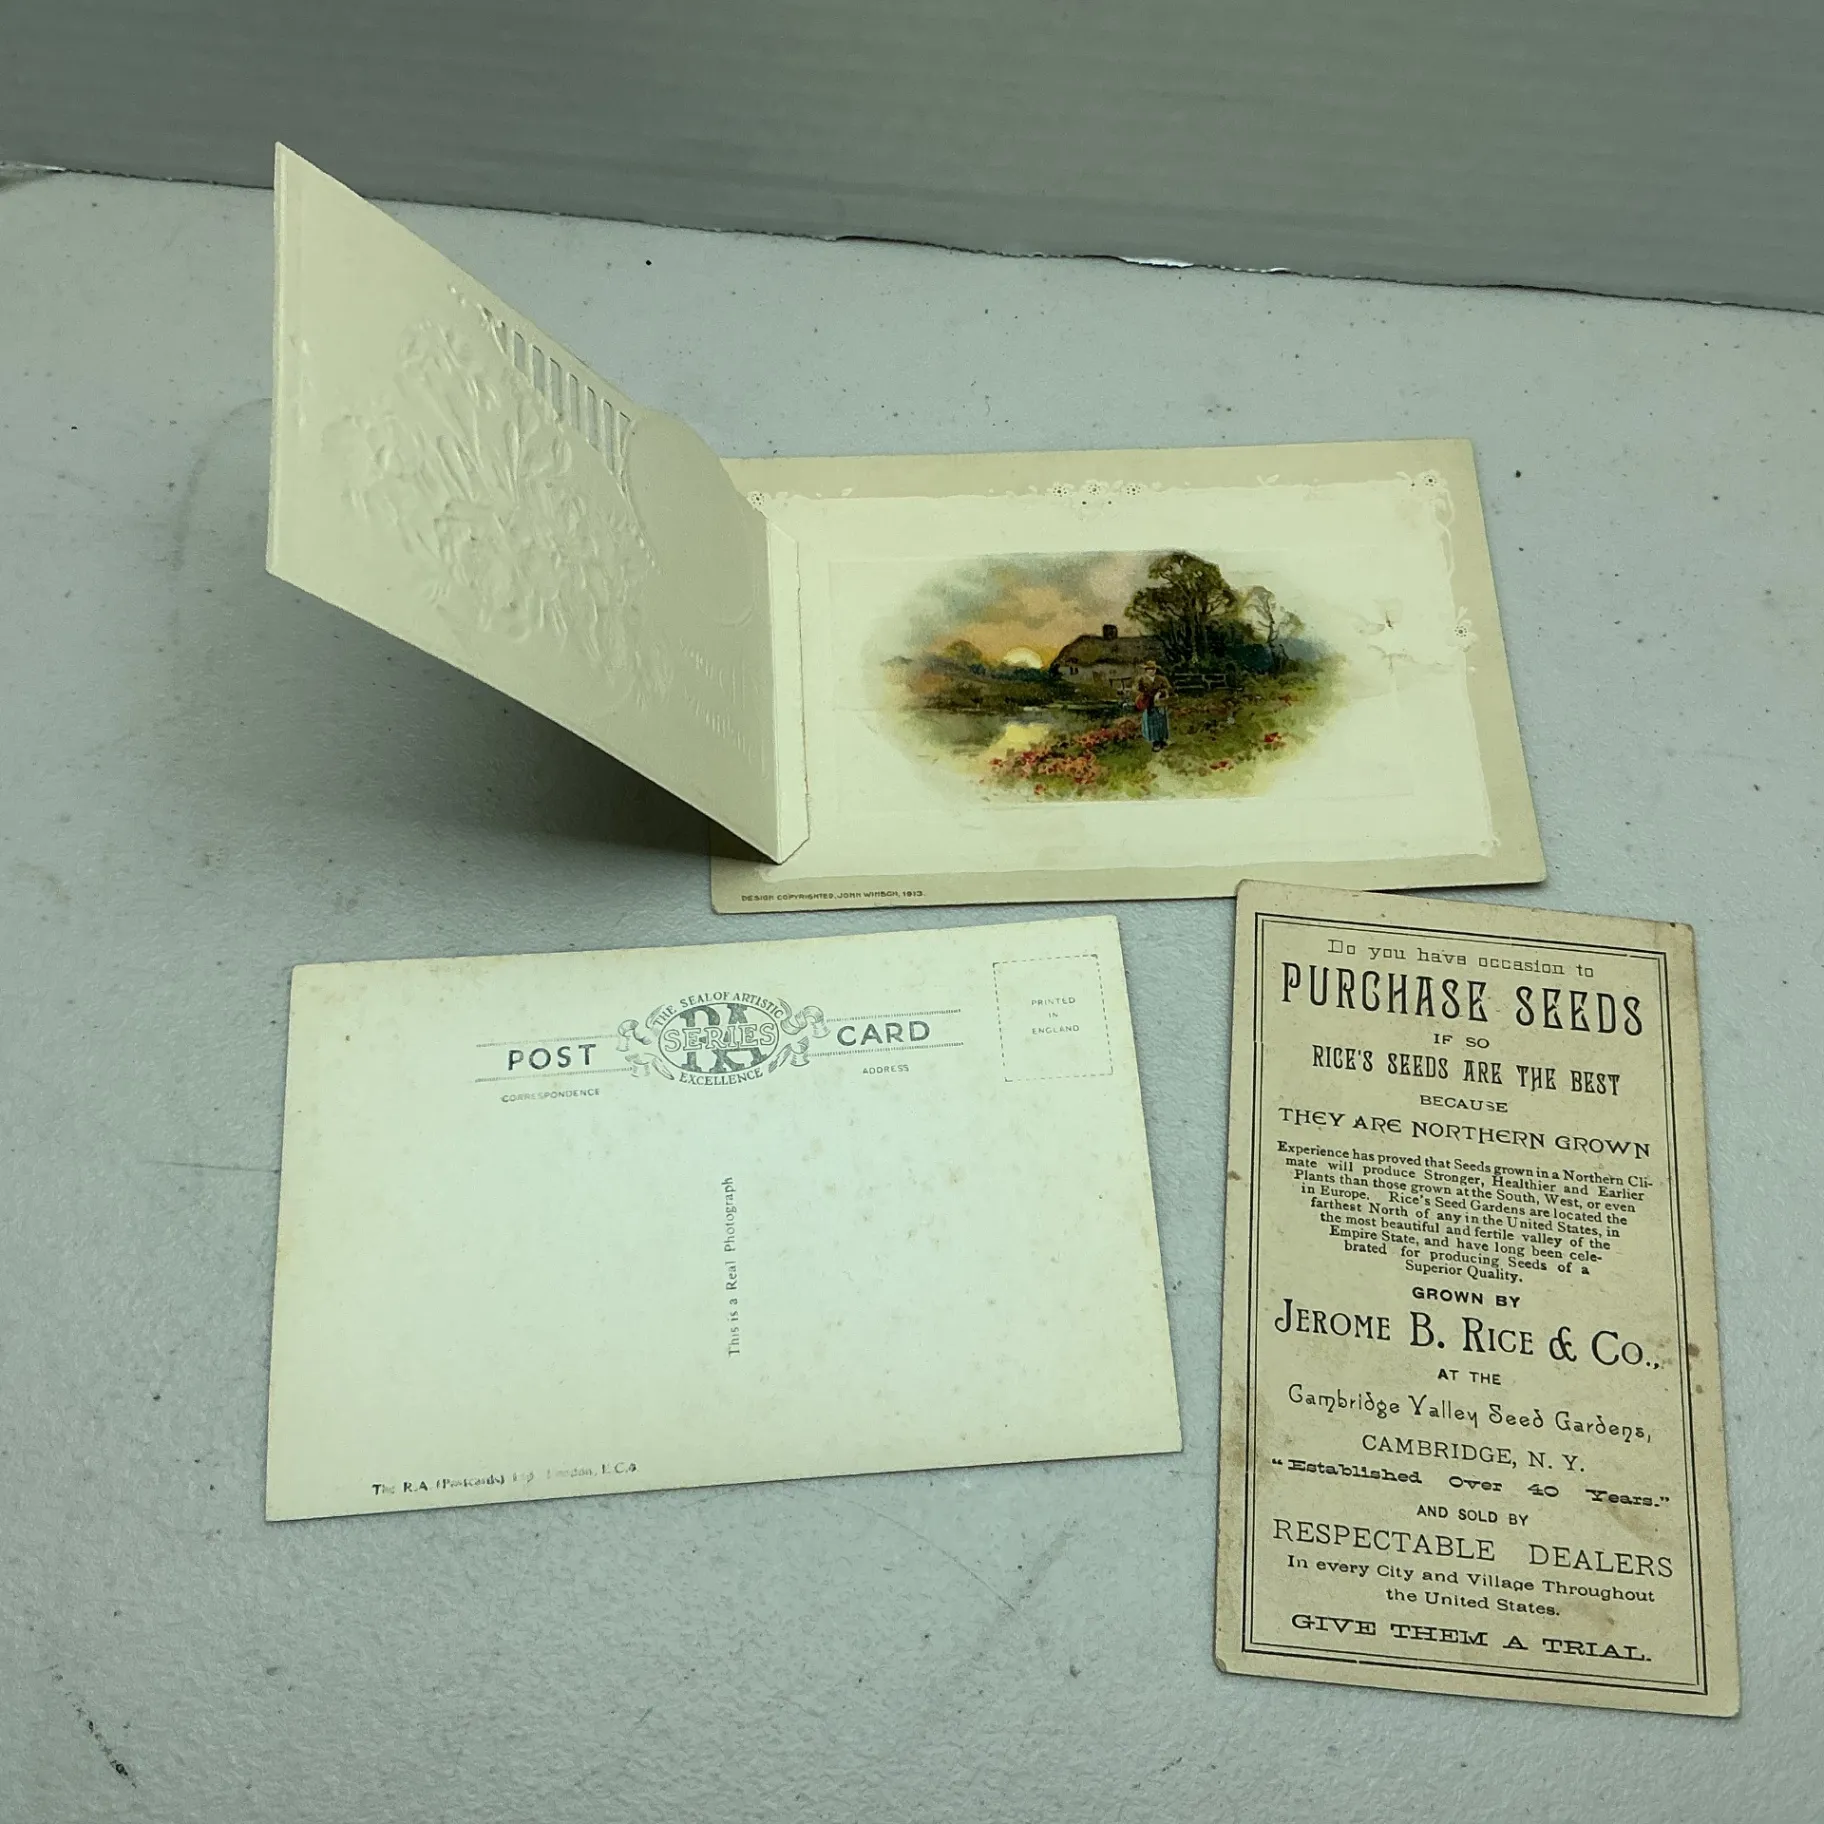 DESIGN COPYRIGHTED, JOHN WINSCH, 1913.
POST CARD
THE SEAL OF ARTISTIC
RA
SERIES
EXCELLENCE
CORRESPONDENCE
ADDRESS
PRINTED
IN
ENGLAND
This is a Real Photograph
The R.A. (Postcards) Ltd. London, E.C.4
Do you have occasion to
PURCHASE SEEDS
IF SO
RICE'S SEEDS ARE THE BEST
BECAUSE
THEY ARE NORTHERN GROWN
Experience has proved that Seeds grown in a Northern Cli-
mate will produce Stronger, Healthier and Earlier
Plants than those grown at the South, West, or even
in Europe. Rice's Seed Gardens are located the
farthest North of any in the United States, in
the most beautiful and fertile valley of the
Empire State, and have long been cele-
brated for producing Seeds of a
Superior Quality.
GROWN BY
JEROME B. RICE & CO.,
AT THE
Cambridge Valley Seed Gardens,
CAMBRIDGE, N. Y.
"Established Over 40 Years."
AND SOLD BY
RESPECTABLE DEALERS
In every City and Village Throughout
the United States.
GIVE THEM A TRIAL.